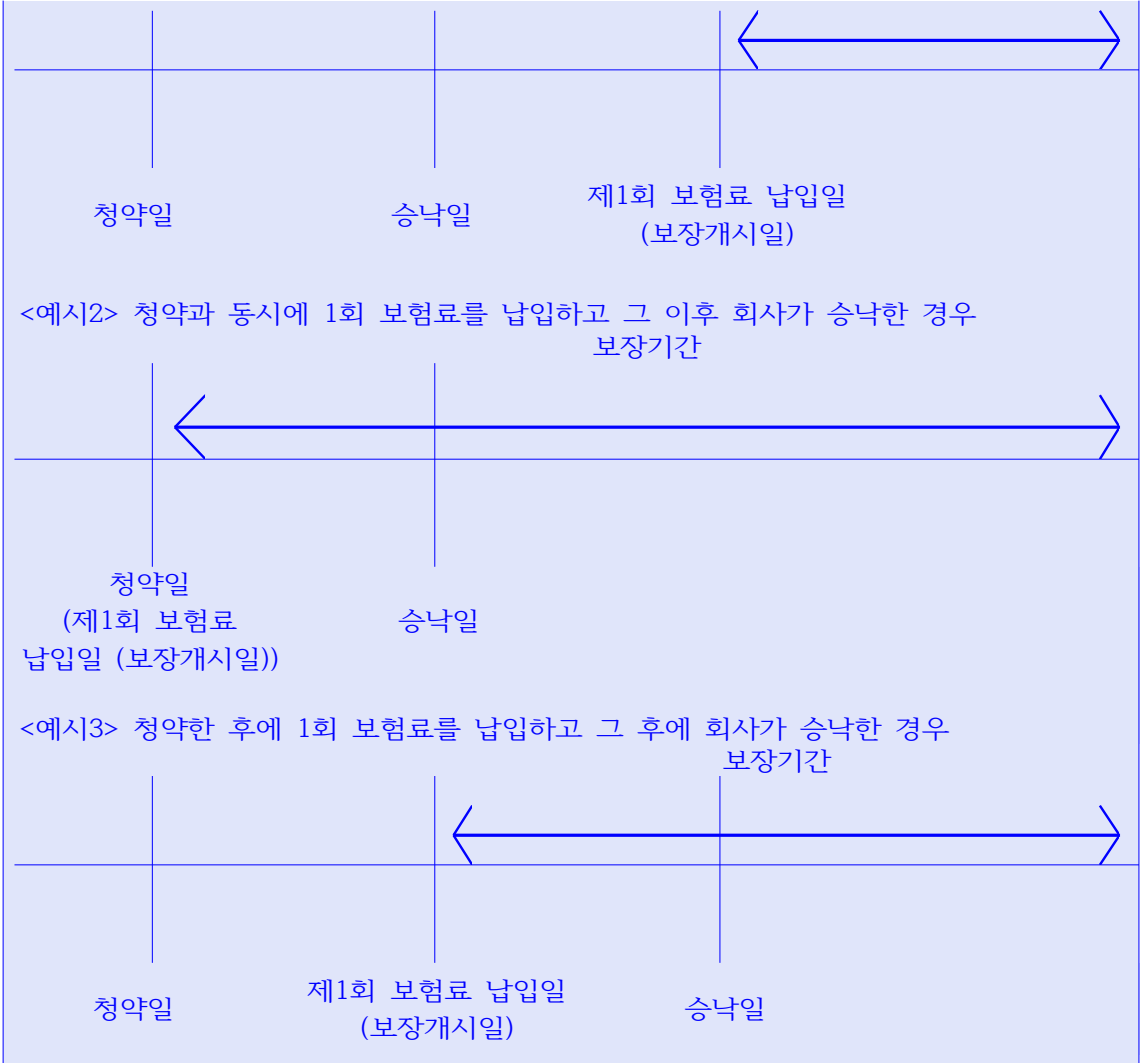 청약일
승낙일
제1회 보험료 납입일
(보장개시일)
<예시2> 청약과 동시에 1회 보험료를 납입하고 그 이후 회사가 승낙한 경우
보장기간
청약일
(제1회 보험료
납입일 (보장개시일))
승낙일
<예시3> 청약한 후에 1회 보험료를 납입하고 그 후에 회사가 승낙한 경우
보장기간
청약일
제1회 보험료 납입일
(보장개시일)
승낙일